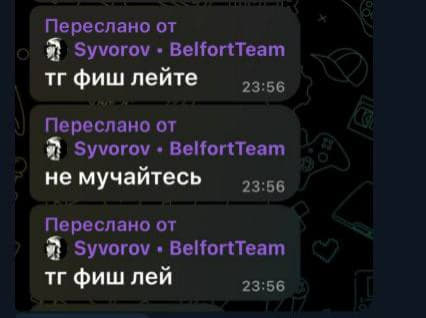 Переслано от
Syvorov • BelfortTeam
тг фиш лейте
23:56
Переслано от
Syvorov • BelfortTeam
не мучайтесь
23:56
Переслано от
Syvorov • BelfortTeam
тг фиш лей
23:56